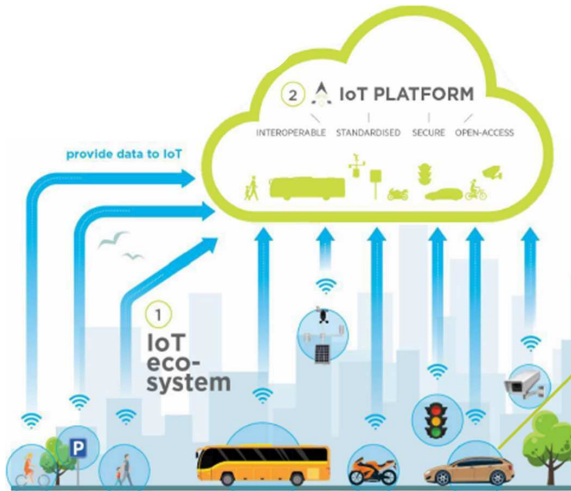 2 IoT PLATFORM
INTEROPERABLE STANDARDISED SECURE OPEN-ACCESS
provide data to IoT
1
IoT
eco-
system
P